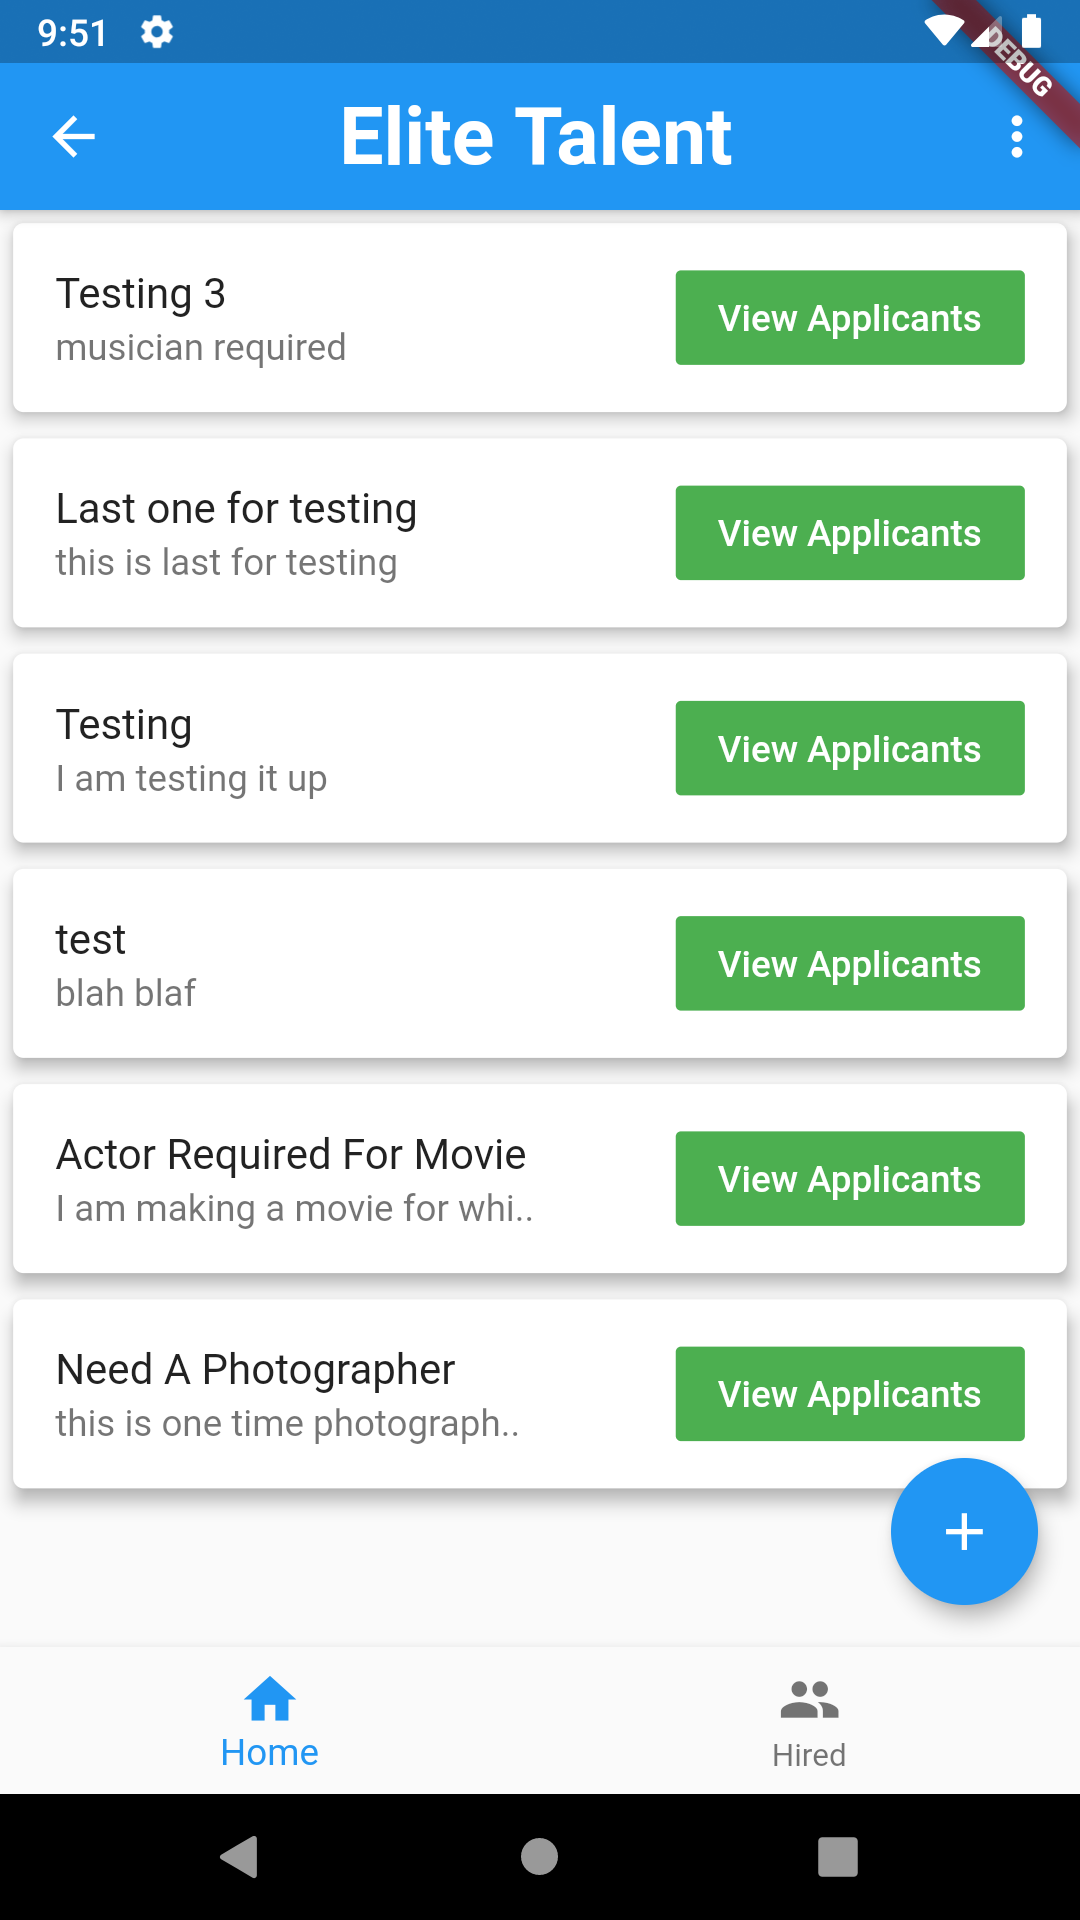 9:51
DEBUG
Elite Talent
Testing 3
musician required
View Applicants
Last one for testing
this is last for testing
View Applicants
Testing
I am testing it up
View Applicants
test
blah blaf
View Applicants
Actor Required For Movie
I am making a movie for whi..
View Applicants
Need A Photographer
this is one time photograph..
View Applicants
Home
Hired